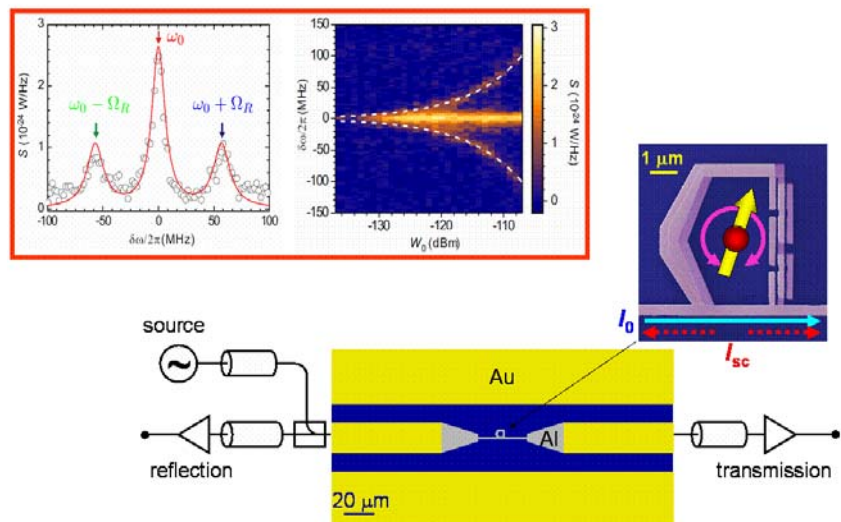 ω₀
ω₀ − Ω_R
ω₀ + Ω_R
S (10⁻²⁴ W/Hz)
3
2
1
0
-100
-50
0
50
100
δω/2π(MHz)
δω/2π (MHz)
150
100
50
0
-50
-100
-150
-130
-120
-110
W₀ (dBm)
S (10⁻²⁴ W/Hz)
3
2
1
0
1 μm
I₀
I_sc
source
~
Au
Al
reflection
transmission
20 μm